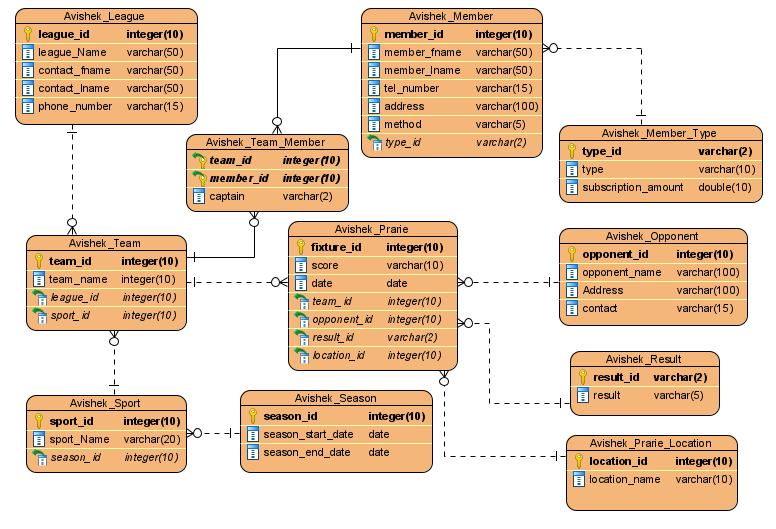 Avishek_League
league_id integer(10)
league_Name varchar(50)
contact_fname varchar(50)
contact_lname varchar(50)
phone_number varchar(15)
Avishek_Member
member_id integer(10)
member_fname varchar(50)
member_lname varchar(50)
tel_number varchar(15)
address varchar(100)
method varchar(5)
type_id varchar(2)
Avishek_Team_Member
team_id integer(10)
member_id integer(10)
captain varchar(2)
Avishek_Member_Type
type_id varchar(2)
type varchar(10)
subscription_amount double(10)
Avishek_Team
team_id integer(10)
team_name integer(10)
league_id integer(10)
sport_id integer(10)
Avishek_Prarie
fixture_id integer(10)
score varchar(10)
date date
team_id integer(10)
opponent_id integer(10)
result_id varchar(2)
location_id integer(10)
Avishek_Opponent
opponent_id integer(10)
opponent_name varchar(100)
Address varchar(100)
contact varchar(15)
Avishek_Result
result_id varchar(2)
result varchar(5)
Avishek_Sport
sport_id integer(10)
sport_Name varchar(20)
season_id integer(10)
Avishek_Season
season_id integer(10)
season_start_date date
season_end_date date
Avishek_Prarie_Location
location_id integer(10)
location_name varchar(10)